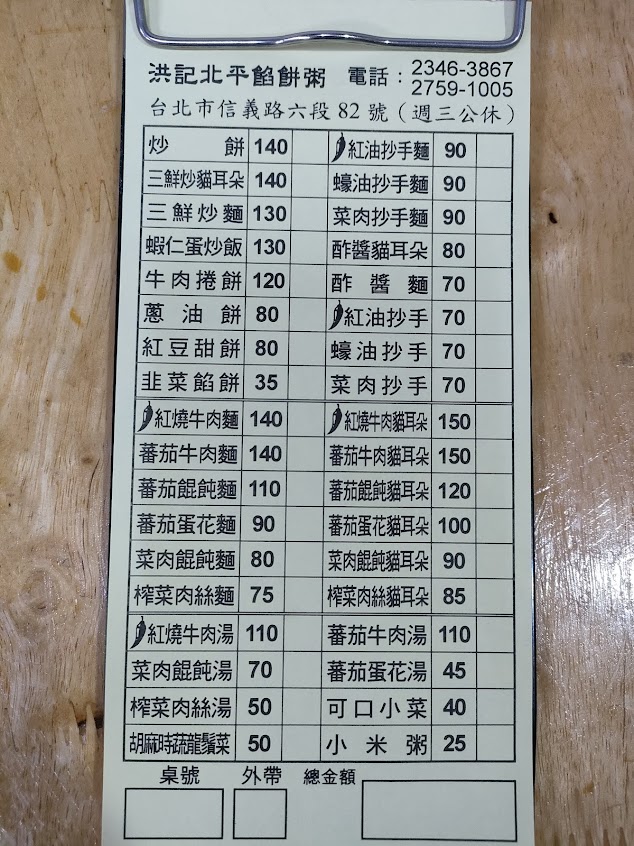 洪記北平餡餅粥 電話：2346-3867
2759-1005
台北市信義路六段82號（週三公休）
炒餅 140 紅油抄手麵 90
三鮮炒貓耳朵 140 蠔油抄手麵 90
三鮮炒麵 130 菜肉抄手麵 90
蝦仁蛋炒飯 130 酢醬貓耳朵 80
牛肉捲餅 120 酢醬麵 70
蔥油餅 80 紅油抄手 70
紅豆甜餅 80 蠔油抄手 70
韭菜餡餅 35 菜肉抄手 70
紅燒牛肉麵 140 紅燒牛肉貓耳朵 150
蕃茄牛肉麵 140 蕃茄牛肉貓耳朵 150
蕃茄餛飩麵 110 蕃茄餛飩貓耳朵 120
蕃茄蛋花麵 90 蕃茄蛋花貓耳朵 100
菜肉餛飩麵 80 菜肉餛飩貓耳朵 90
榨菜肉絲麵 75 榨菜肉絲貓耳朵 85
紅燒牛肉湯 110 蕃茄牛肉湯 110
菜肉餛飩湯 70 蕃茄蛋花湯 45
榨菜肉絲湯 50 可口小菜 40
胡麻時蔬龍鬚菜 50 小米粥 25
桌號 外帶 總金額